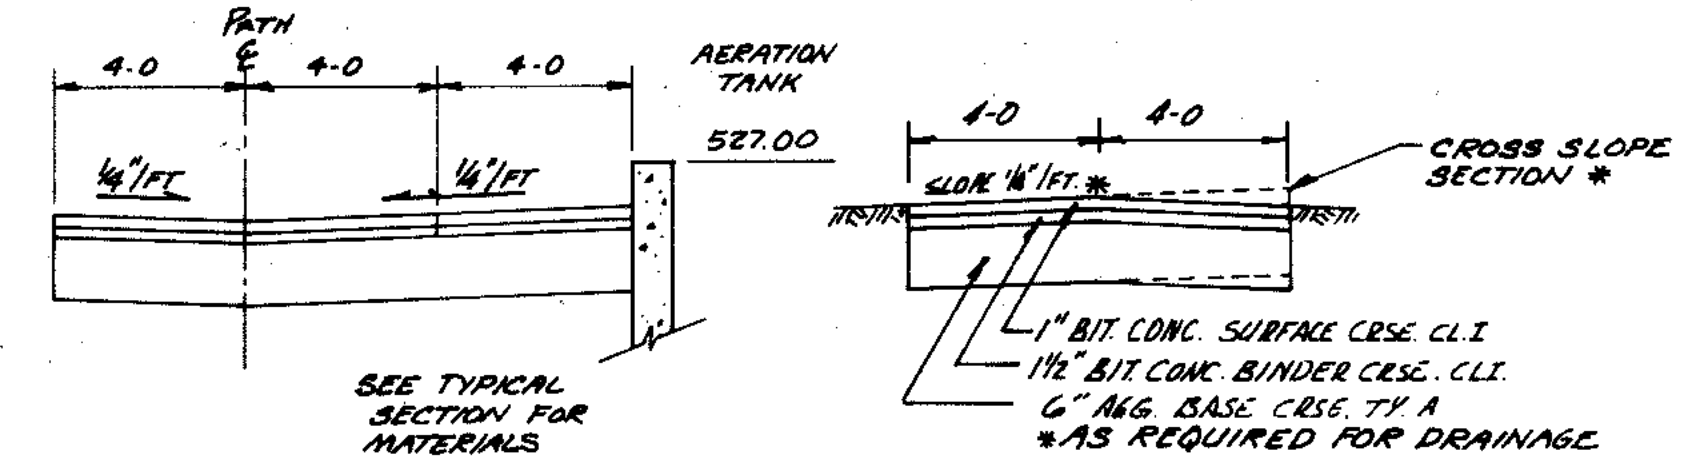 PATH
℄
4-0
4-0
4-0
AERATION
TANK
527.00
1/4"/FT
1/4"/FT
SEE TYPICAL
SECTION FOR
MATERIALS
4-0
4-0
SLOPE 1/4"/FT. *
CROSS SLOPE
SECTION *
1" BIT. CONC. SURFACE CRSE. CL.I
1 1/2" BIT. CONC. BINDER CRSE. CL.I.
6" AGG. BASE CRSE. TY. A
*AS REQUIRED FOR DRAINAGE